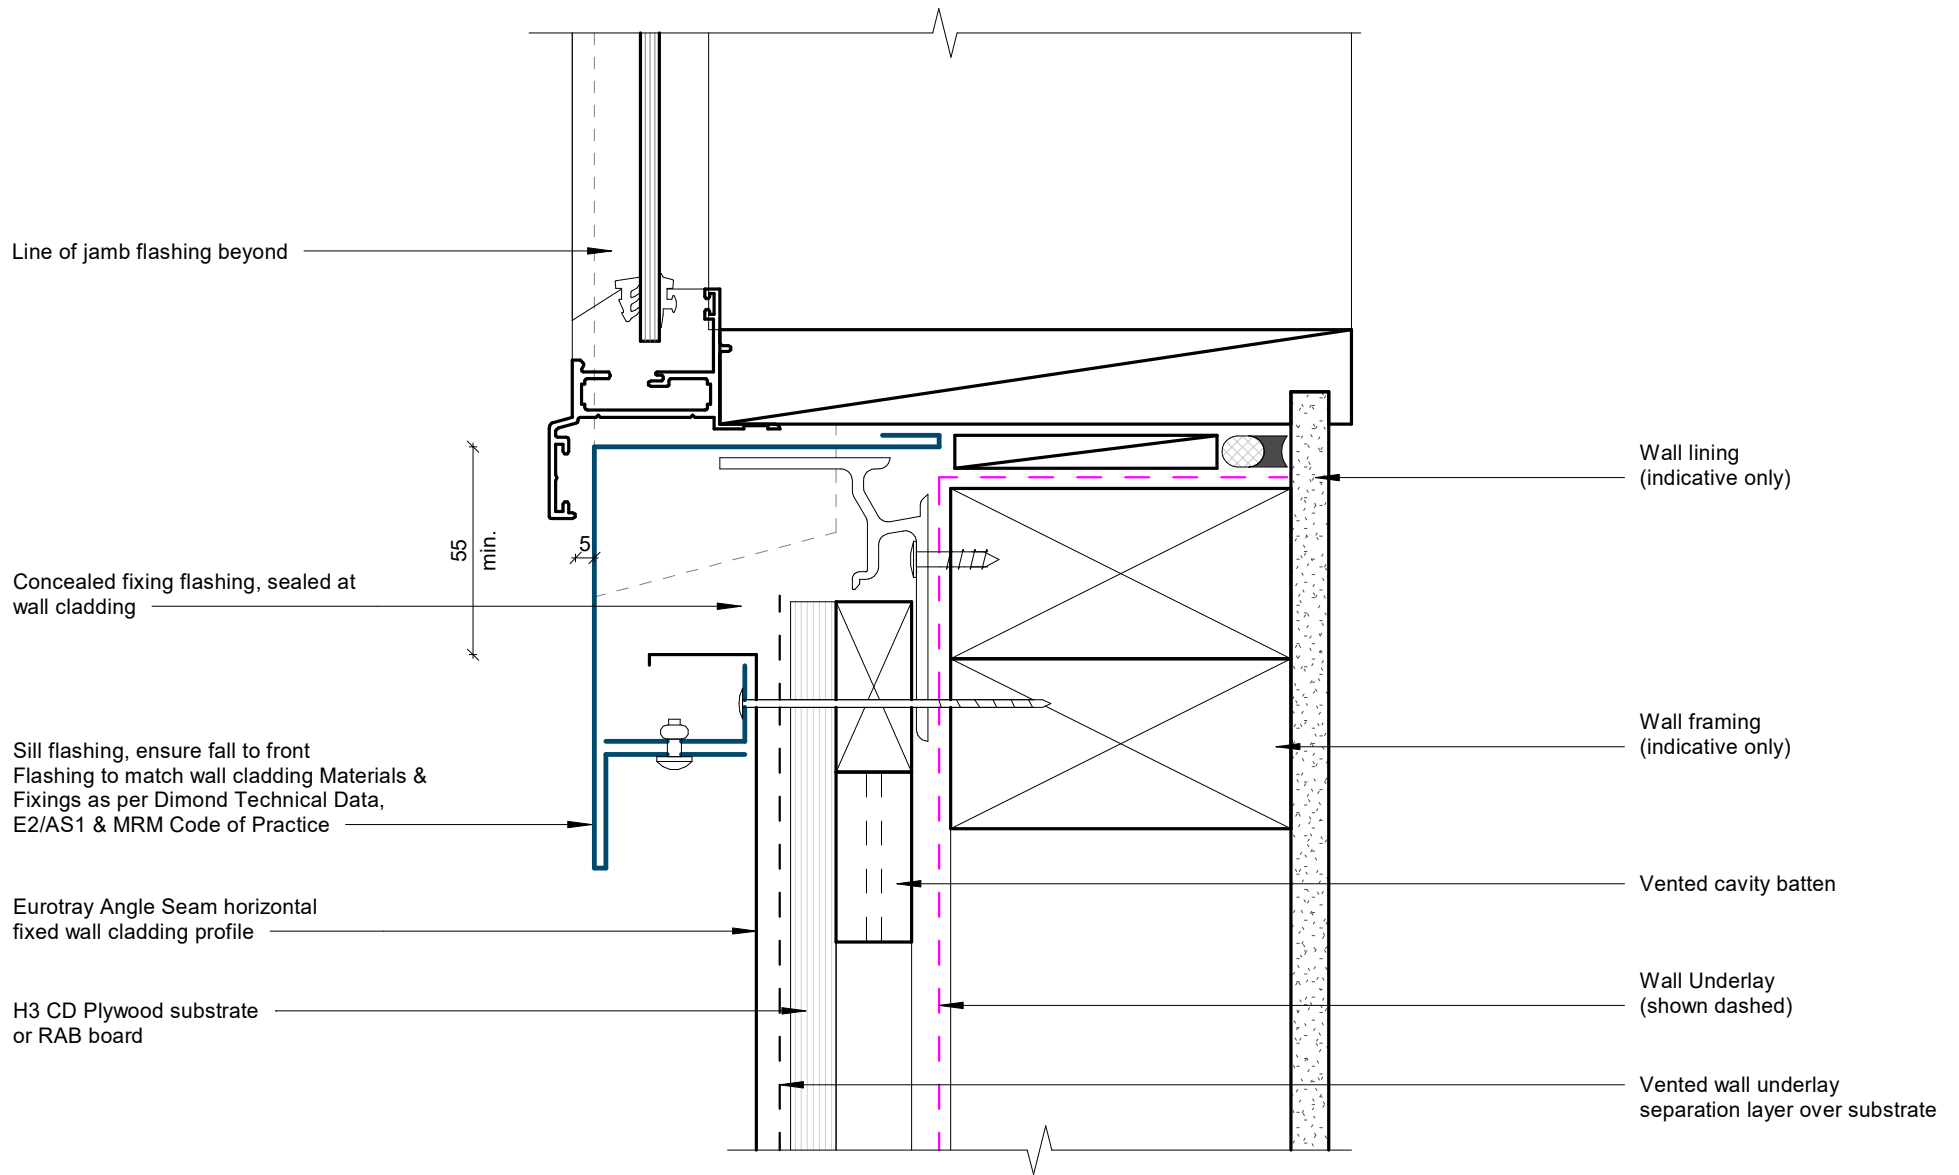 Line of jamb flashing beyond
Wall lining
(indicative only)
55
min.
5
Concealed fixing flashing, sealed at
wall cladding
Wall framing
(indicative only)
Sill flashing, ensure fall to front
Flashing to match wall cladding Materials &
Fixings as per Dimond Technical Data,
E2/AS1 & MRM Code of Practice
Vented cavity batten
Eurotray Angle Seam horizontal
fixed wall cladding profile
Wall Underlay
(shown dashed)
H3 CD Plywood substrate
or RAB board
Vented wall underlay
separation layer over substrate